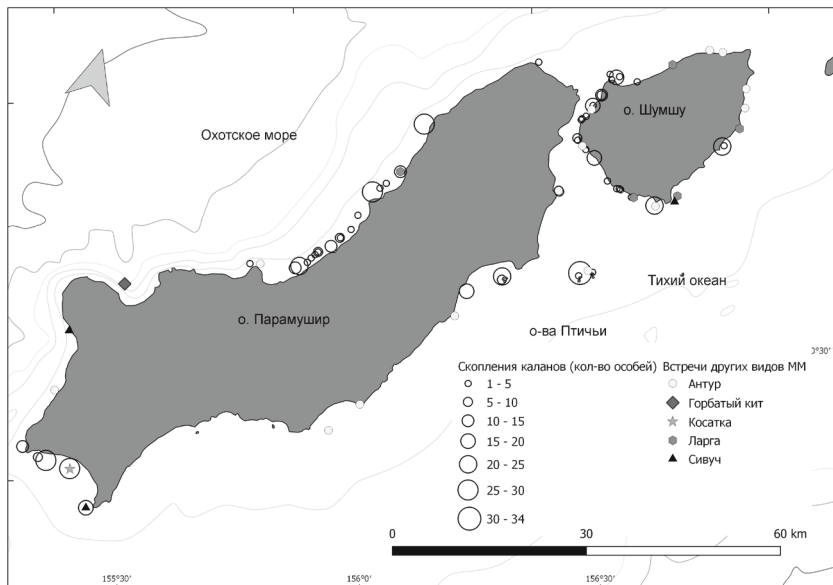 Охотское море
о. Шумшу
о. Парамушир
Тихий океан
о-ва Птичьи
0°30'
Скопления каланов (кол-во особей)
1 - 5
5 - 10
10 - 15
15 - 20
20 - 25
25 - 30
30 - 34
Встречи других видов ММ
Антур
Горбатый кит
Косатка
Ларга
Сивуч
0 30 60 km
155°30' 156°0' 156°30'